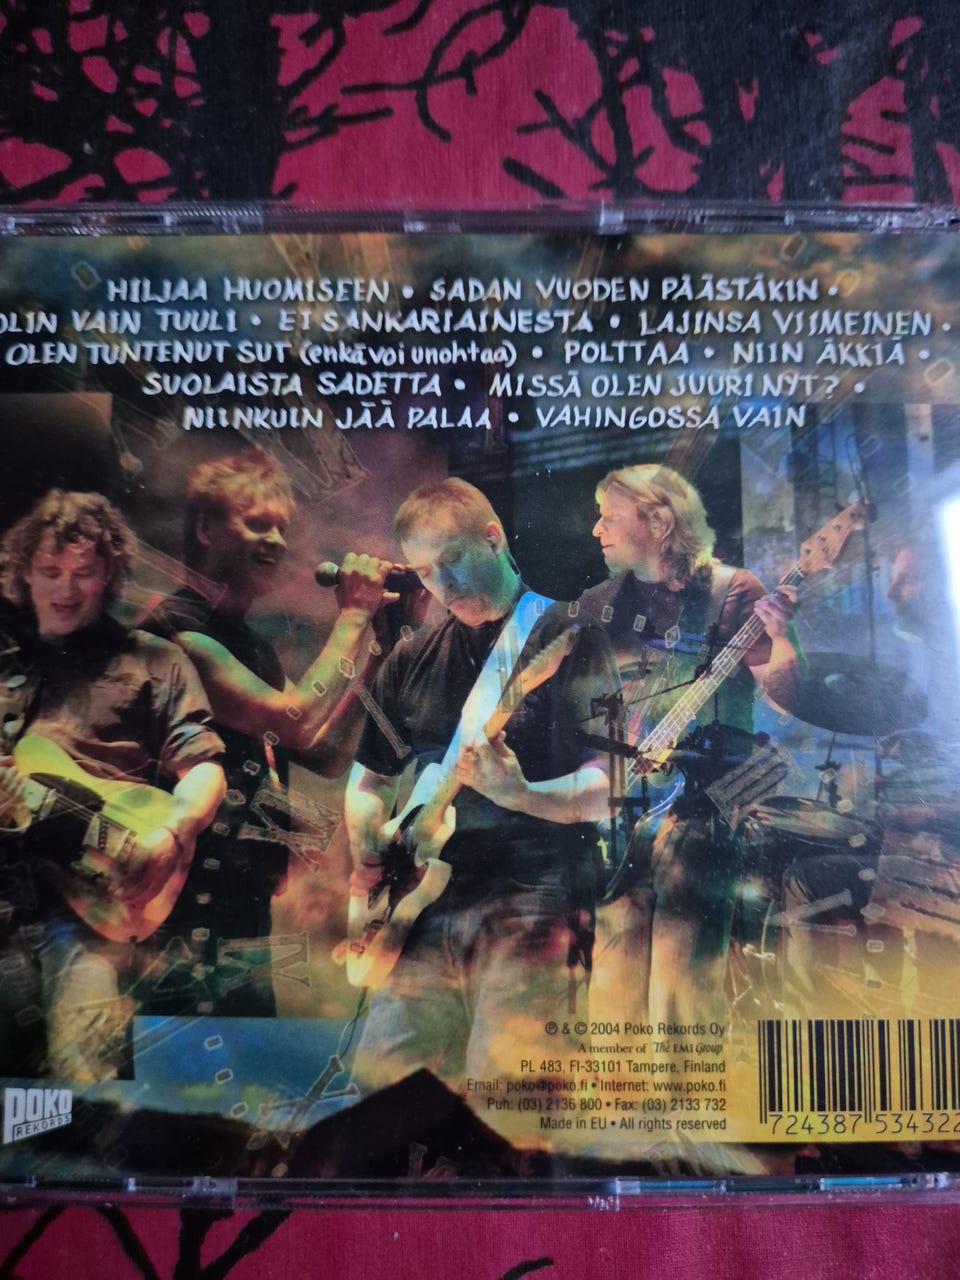 HILJAA HUOMISEEN • SADAN VUODEN PÄÄSTÄKIN •
OLIN VAIN TUULI • EI SANKARIAINESTA • LAJINSA VIIMEINEN •
OLEN TUNTENUT SUT (enkä voi unohtaa) • POLTTAA • NIIN ÄKKIÄ •
SUOLAISTA SADETTA • MISSÄ OLEN JUURI NYT? •
NIINKUIN JÄÄ PALAA • VAHINGOSSA VAIN
℗ & © 2004 Poko Rekords Oy
A member of The EMI Group
PL 483, FI-33101 Tampere, Finland
Email: poko@poko.fi • Internet: www.poko.fi
Puh: (03) 2136 800 • Fax: (03) 2133 732
Made in EU • All rights reserved
POKO
REKORDS
724387 534322